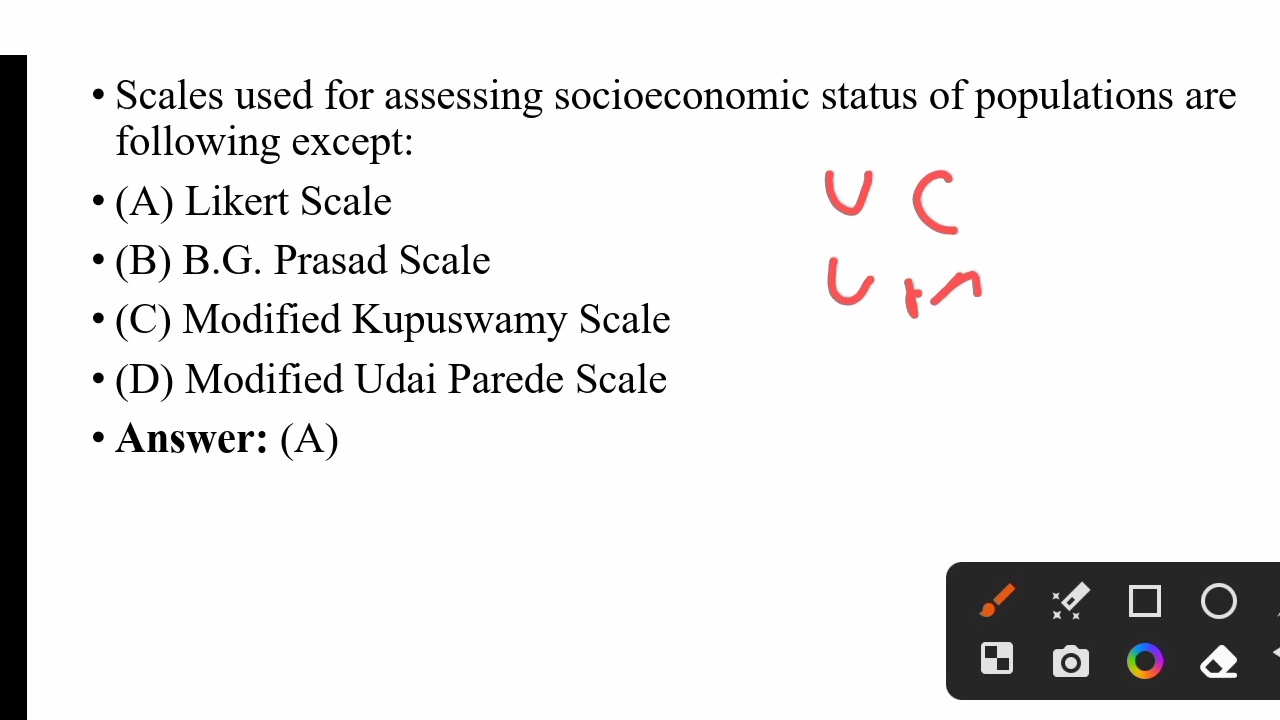 • Scales used for assessing socioeconomic status of populations are
following except:
• (A) Likert Scale
• (B) B.G. Prasad Scale
• (C) Modified Kupuswamy Scale
• (D) Modified Udai Parede Scale
• Answer: (A)
U C